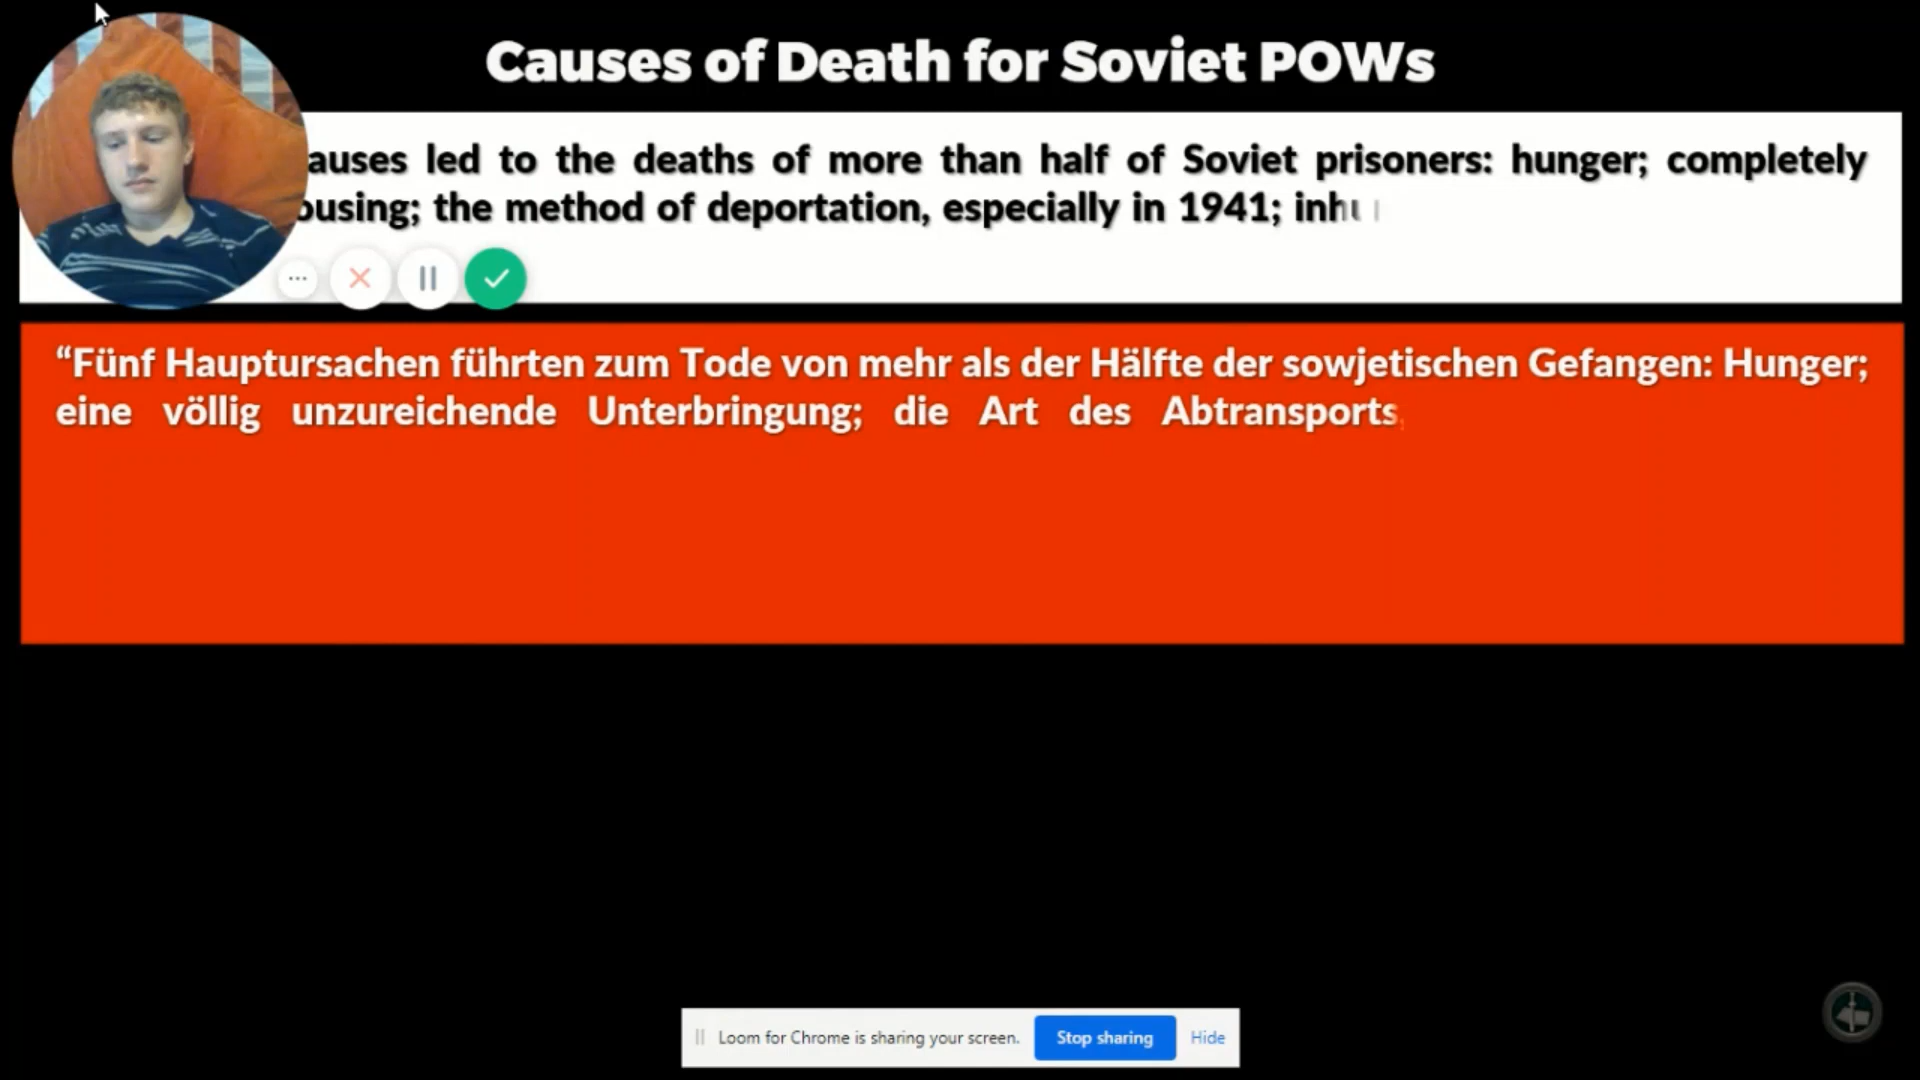 Causes of Death for Soviet POWs
led to the deaths of more than half of Soviet prisoners: hunger; completely
the method of deportation, especially in 1941;
“Fünf Hauptursachen führten zum Tode von mehr als der Hälfte der sowjetischen Gefangen: Hunger;
eine völlig unzureichende Unterbringung; die Art des Abtransports,
Loom for Chrome is sharing your screen. Stop sharing Hide